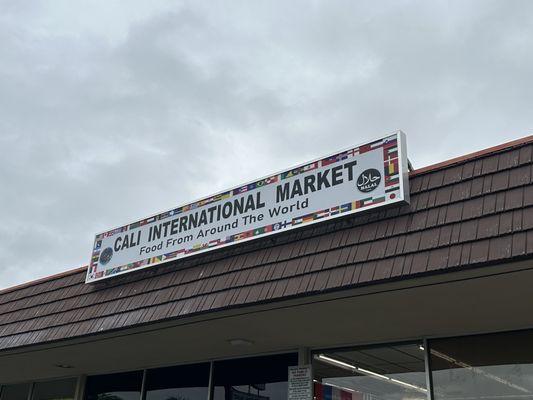 CALI INTERNATIONAL MARKET
Food From Around The World
حلال
HALAL